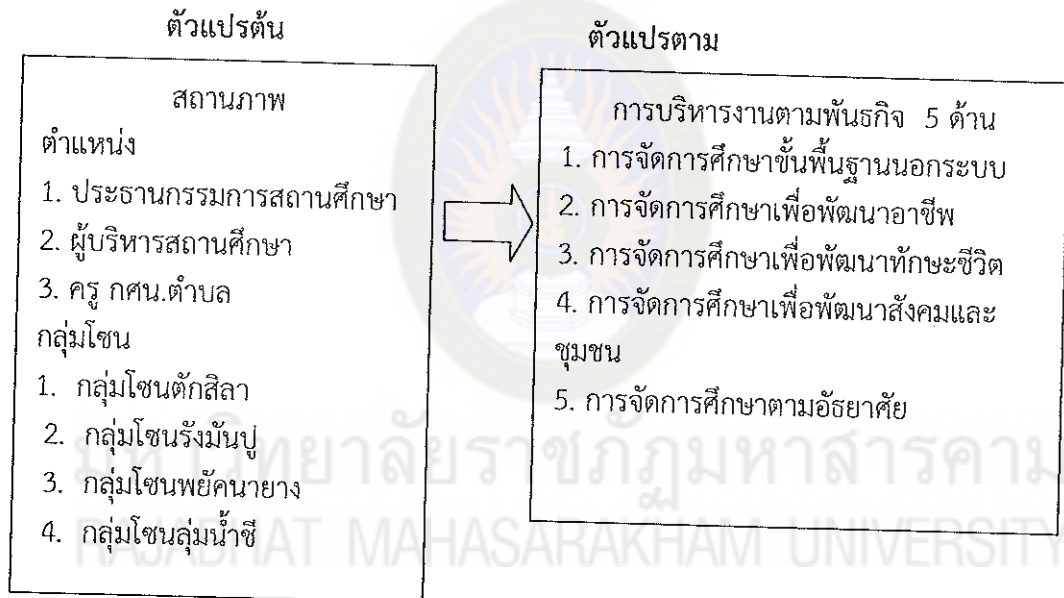 ตัวแปรต้น
สถานภาพ
ตำแหน่ง
1. ประธานกรรมการสถานศึกษา
2. ผู้บริหารสถานศึกษา
3. ครู กศน.ตำบล
กลุ่มโซน
1. กลุ่มโซนตักสิลา
2. กลุ่มโซนรังมันปู
3. กลุ่มโซนพยัคนายาง
4. กลุ่มโซนลุ่มน้ำชี
ตัวแปรตาม
การบริหารงานตามพันธกิจ 5 ด้าน
1. การจัดการศึกษาขั้นพื้นฐานนอกระบบ
2. การจัดการศึกษาเพื่อพัฒนาอาชีพ
3. การจัดการศึกษาเพื่อพัฒนาทักษะชีวิต
4. การจัดการศึกษาเพื่อพัฒนาสังคมและ
ชุมชน
5. การจัดการศึกษาตามอัธยาศัย
มหาวิทยาลัยราชภัฏมหาสารคาม
RAJABHAT MAHASARAKHAM UNIVERSITY